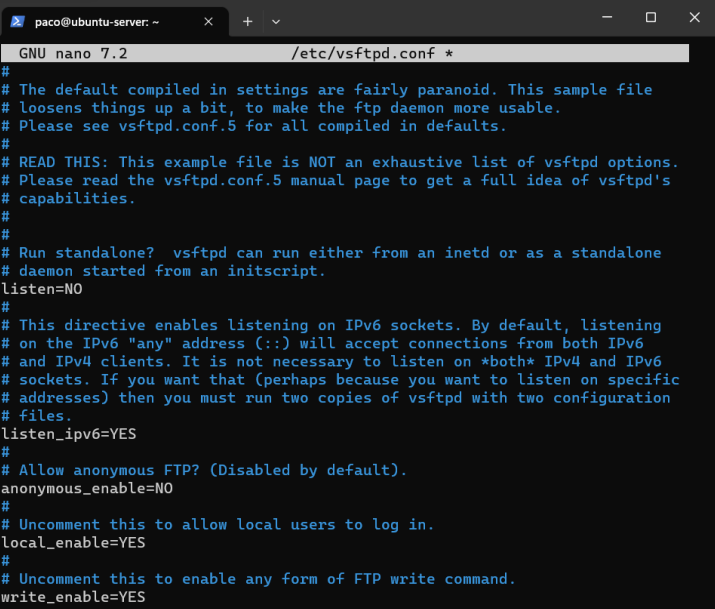 paco@ubuntu-server: ~
GNU nano 7.2 /etc/vsftpd.conf *
#
# The default compiled in settings are fairly paranoid. This sample file
# loosens things up a bit, to make the ftp daemon more usable.
# Please see vsftpd.conf.5 for all compiled in defaults.
#
# READ THIS: This example file is NOT an exhaustive list of vsftpd options.
# Please read the vsftpd.conf.5 manual page to get a full idea of vsftpd's
# capabilities.
#
#
# Run standalone?  vsftpd can run either from an inetd or as a standalone
# daemon started from an initscript.
listen=NO
#
# This directive enables listening on IPv6 sockets. By default, listening
# on the IPv6 "any" address (::) will accept connections from both IPv6
# and IPv4 clients. It is not necessary to listen on *both* IPv4 and IPv6
# sockets. If you want that (perhaps because you want to listen on specific
# addresses) then you must run two copies of vsftpd with two configuration
# files.
listen_ipv6=YES
#
# Allow anonymous FTP? (Disabled by default).
anonymous_enable=NO
#
# Uncomment this to allow local users to log in.
local_enable=YES
#
# Uncomment this to enable any form of FTP write command.
write_enable=YES